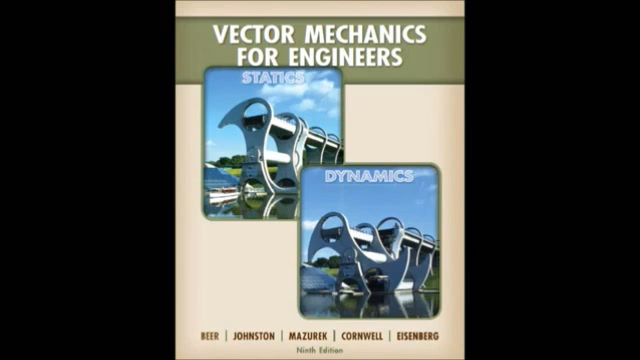 VECTOR MECHANICS
FOR ENGINEERS
STATICS
DYNAMICS
BEER | JOHNSTON | MAZUREK | CORNWELL | EISENBERG
Ninth Edition